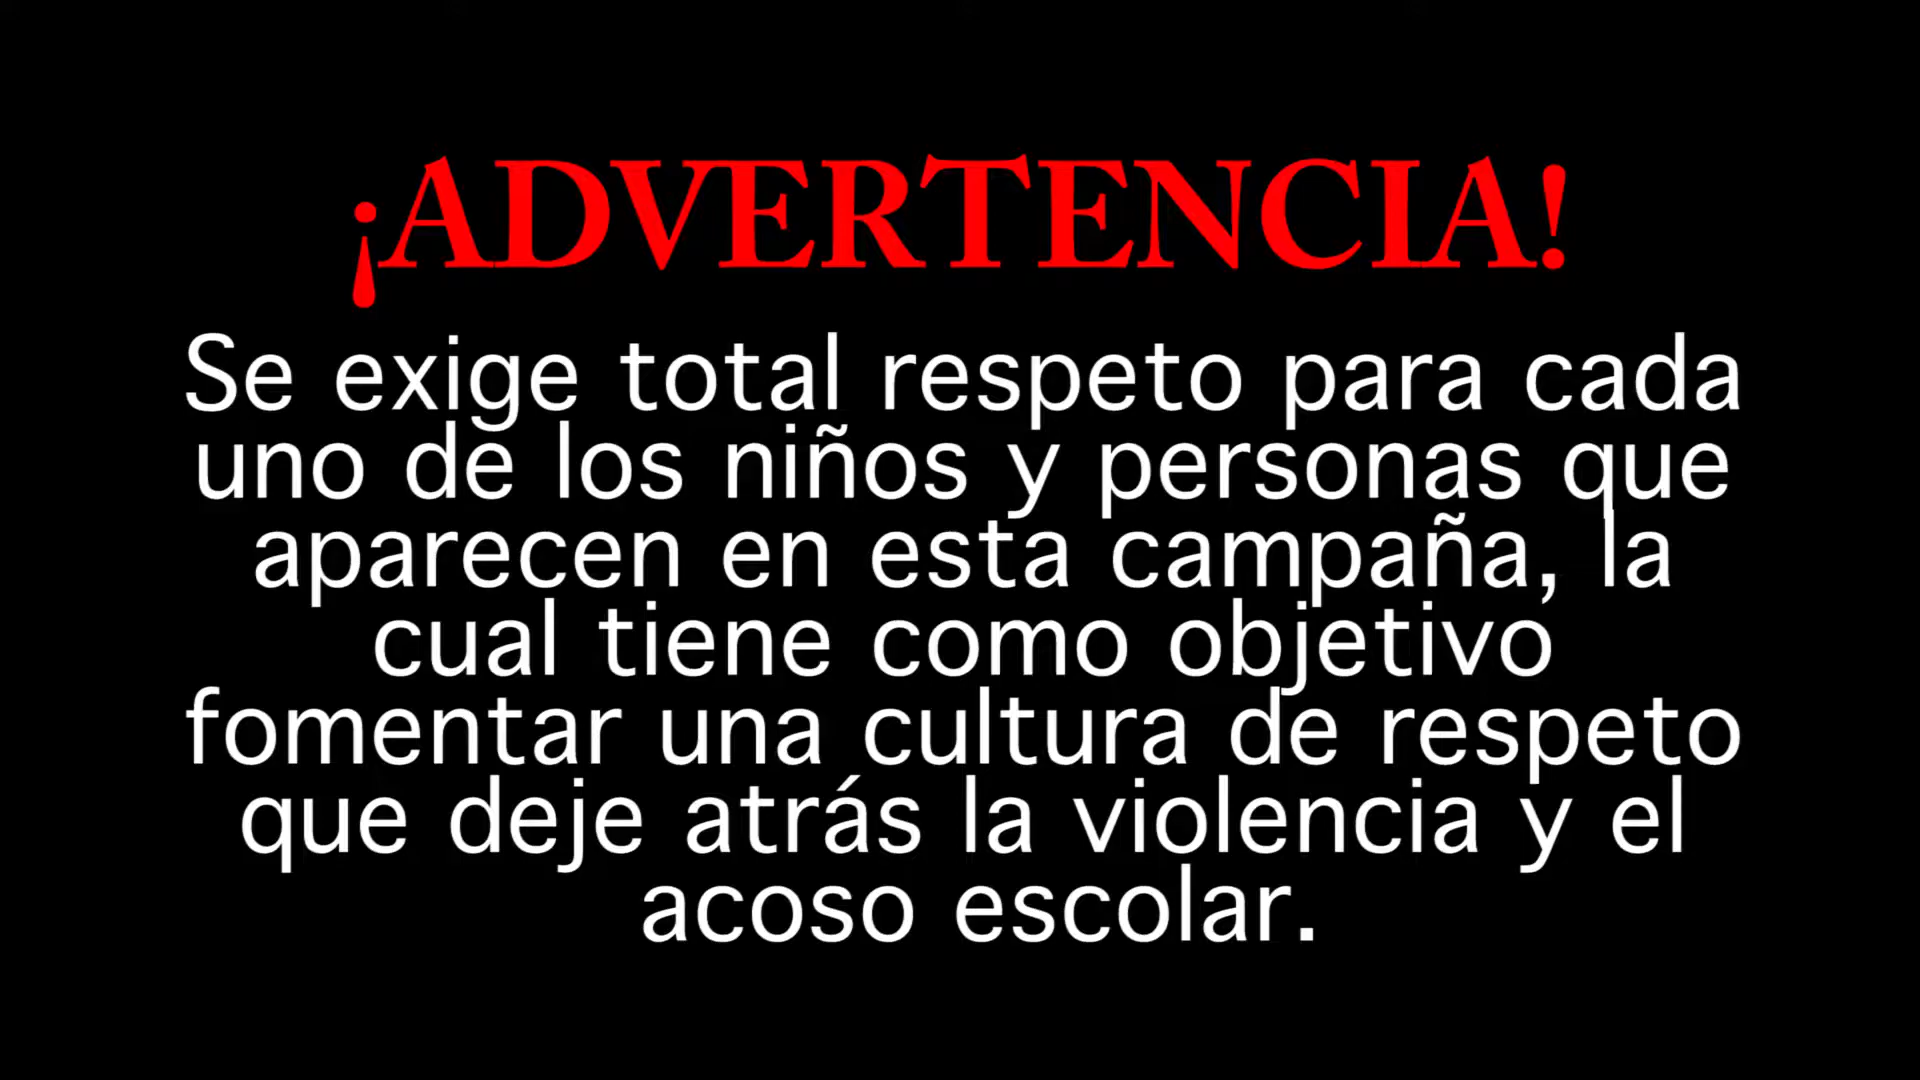 ¡ADVERTENCIA!
Se exige total respeto para cada
uno de los niños y personas que
aparecen en esta campaña, la
cual tiene como objetivo
fomentar una cultura de respeto
que deje atrás la violencia y el
acoso escolar.